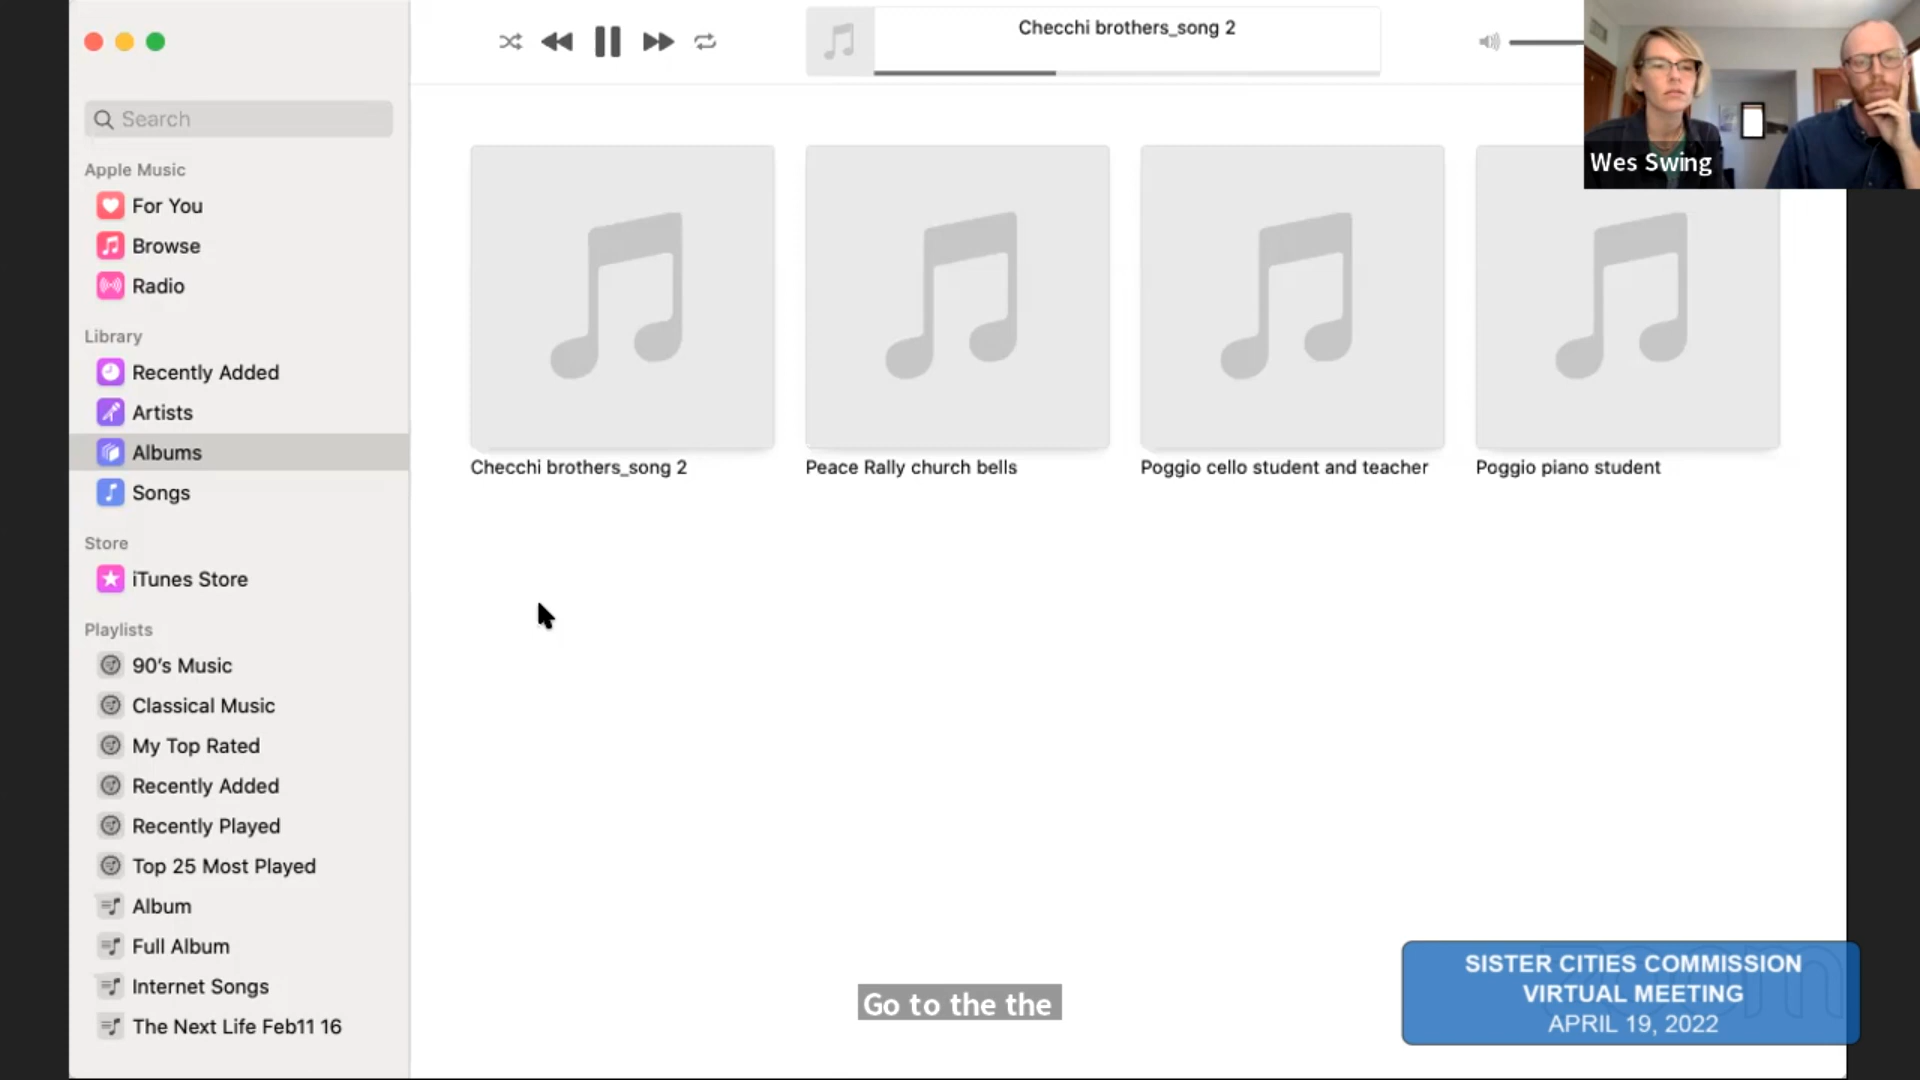 Checchi brothers_song 2
Wes Swing
Search
Apple Music
For You
Browse
Radio
Library
Recently Added
Artists
Albums
Songs
Store
iTunes Store
Playlists
90's Music
Classical Music
My Top Rated
Recently Added
Recently Played
Top 25 Most Played
Album
Full Album
Internet Songs
The Next Life Feb11 16
Checchi brothers_song 2
Peace Rally church bells
Poggio cello student and teacher
Poggio piano student
Go to the the
SISTER CITIES COMMISSION
VIRTUAL MEETING
APRIL 19, 2022
zoom